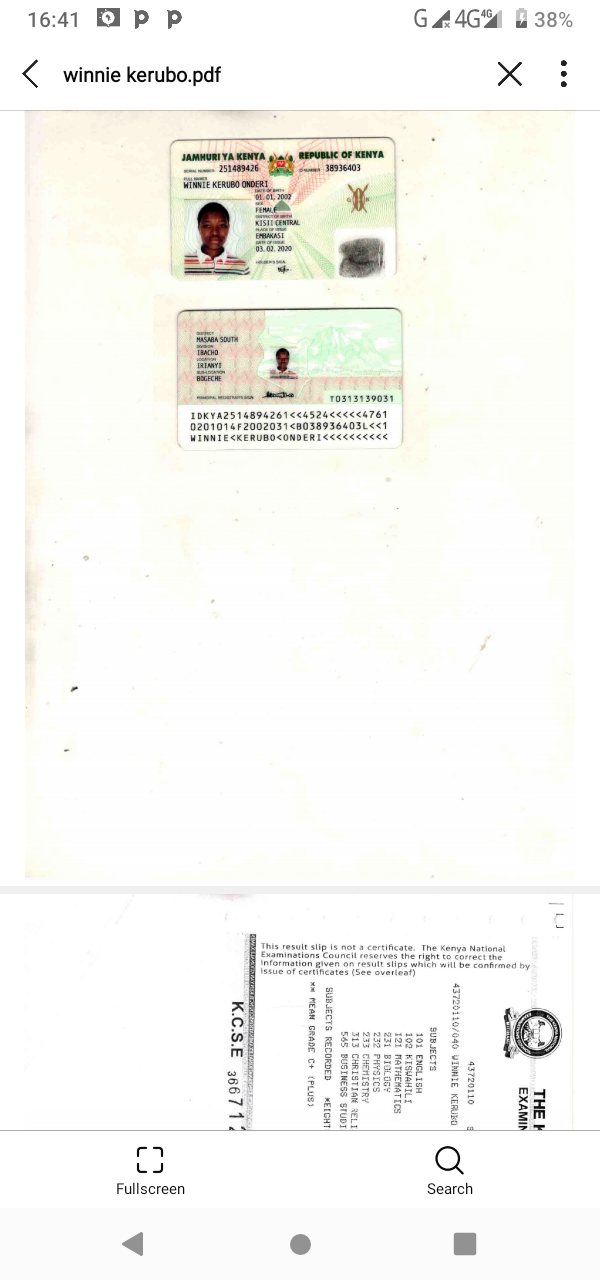 16:41
G 4G 4G 38%
winnie kerubo.pdf
JAMHURI YA KENYA REPUBLIC OF KENYA
SERIAL NUMBER: 251489426 ID NUMBER: 38936403
FULL NAMES
WINNIE KERUBO ONDERI
DATE OF BIRTH
01.01.2002
SEX
FEMALE
DISTRICT OF BIRTH
KISII CENTRAL
PLACE OF ISSUE
EMBAKASI
DATE OF ISSUE
03.02.2020
HOLDER'S SIGN.
DISTRICT
MASABA SOUTH
DIVISION
IBACHO
LOCATION
IRIANYI
SUB-LOCATION
BOGECHE
PRINCIPAL REGISTRAR'S SIGN
T0313139031
IDKYA2514894261<<4524<<<<<4761
0201014F2002031<B038936403L<<1
WINNIE<KERUBO<ONDERI<<<<<<<<<<
This result slip is not a certificate. The Kenya National
Examinations Council reserves the right to correct the
information given on result slips which will be confirmed by
issue of certificates (See overleaf)
THE
EXAMIN
43720110
43720110/040 WINNIE KERUBO
SUBJECTS
101 ENGLISH
102 KISWAHILI
121 MATHEMATICS
231 BIOLOGY
232 PHYSICS
233 CHEMISTRY
313 CHRISTIAN RELI
565 BUSINESS STUDI
SUBJECTS RECORDED
** MEAN GRADE C+ (PLUS)
K.C.S.E 366712
Fullscreen
Search